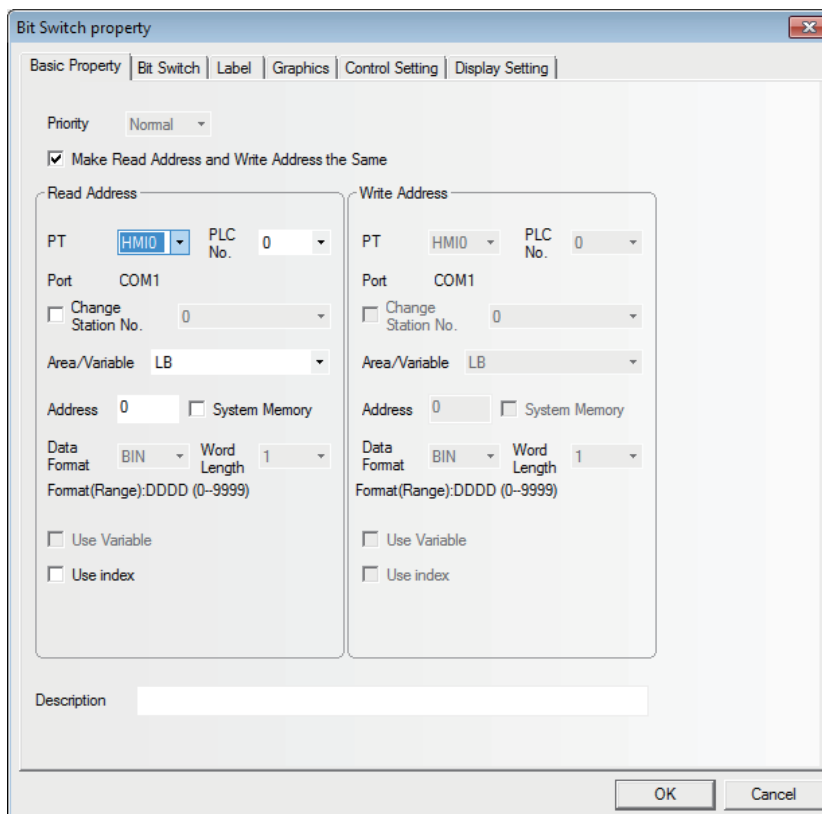 Bit Switch property
Basic Property Bit Switch Label Graphics Control Setting Display Setting
Priority Normal
Make Read Address and Write Address the Same
Read Address
PT HMI0 PLC No. 0
Port COM1
Change Station No. 0
Area/Variable LB
Address 0 System Memory
Data Format BIN Word Length 1
Format(Range):DDDD (0--9999)
Use Variable
Use index
Write Address
PT HMI0 PLC No. 0
Port COM1
Change Station No. 0
Area/Variable LB
Address 0 System Memory
Data Format BIN Word Length 1
Format(Range):DDDD (0--9999)
Use Variable
Use index
Description
OK Cancel